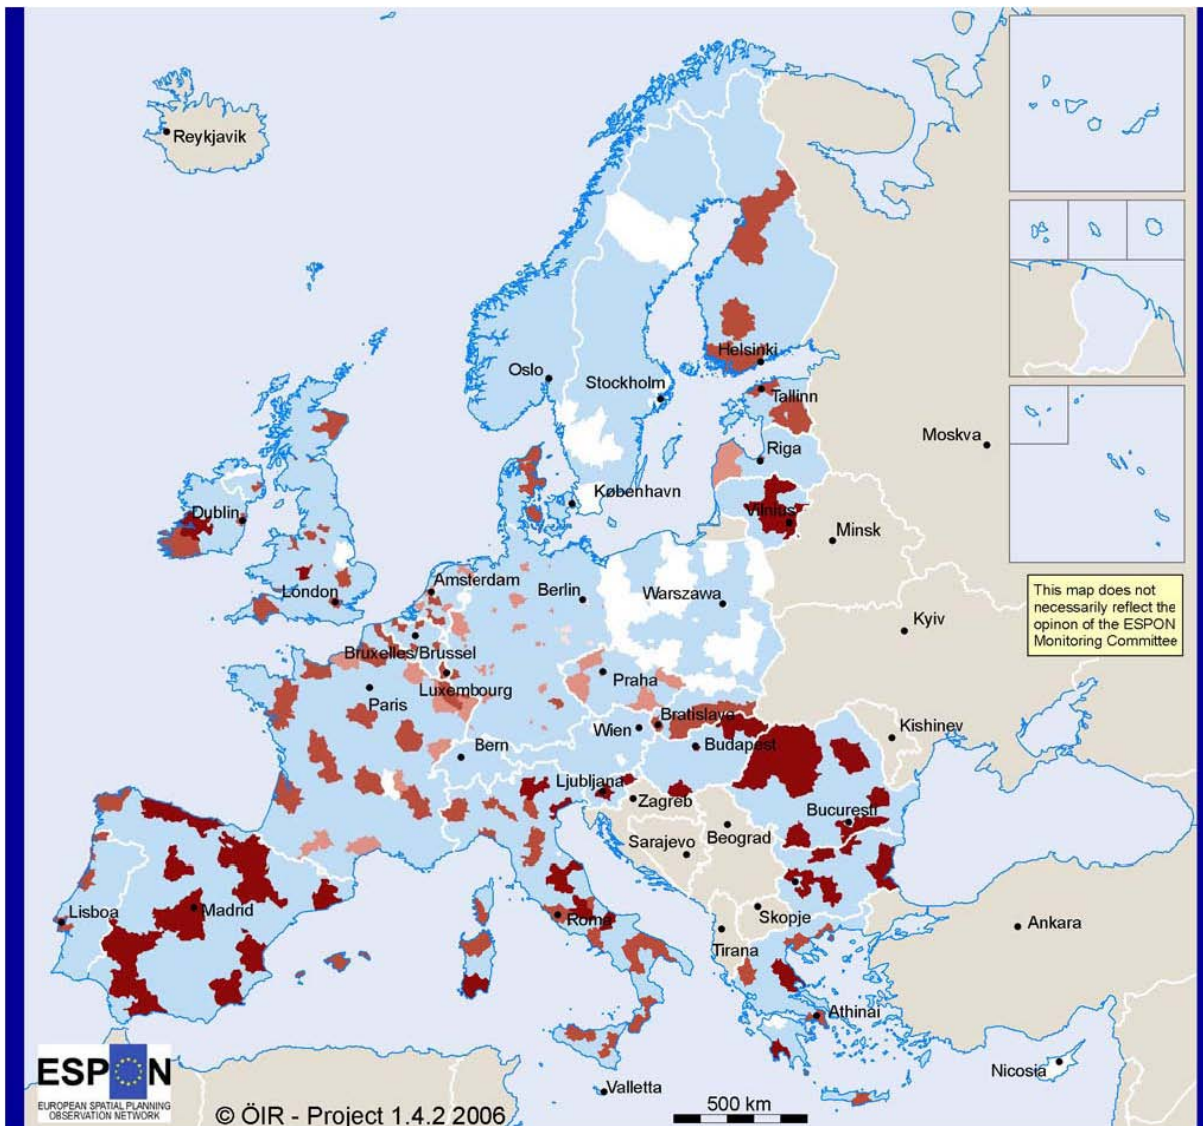 Reykjavik
Helsinki
Oslo
Stockholm
Tallinn
Moskva
Riga
København
Dublin
Vilnius
Minsk
Amsterdam
Berlin
Warszawa
London
This map does not
necessarily reflect the
opinon of the ESPON
Monitoring Committee
Kyiv
Bruxelles/Brussel
Praha
Luxembourg
Paris
Bratislava
Wien
Kishinev
Bern
Budapest
Ljubljana
Zagreb
Bucuresti
Beograd
Sarajevo
Lisboa
Madrid
Roma
Skopje
Ankara
Tirana
Athinai
Nicosia
Valletta
ESPON
EUROPEAN SPATIAL PLANNING
OBSERVATION NETWORK
© ÖIR - Project 1.4.2 2006
500 km